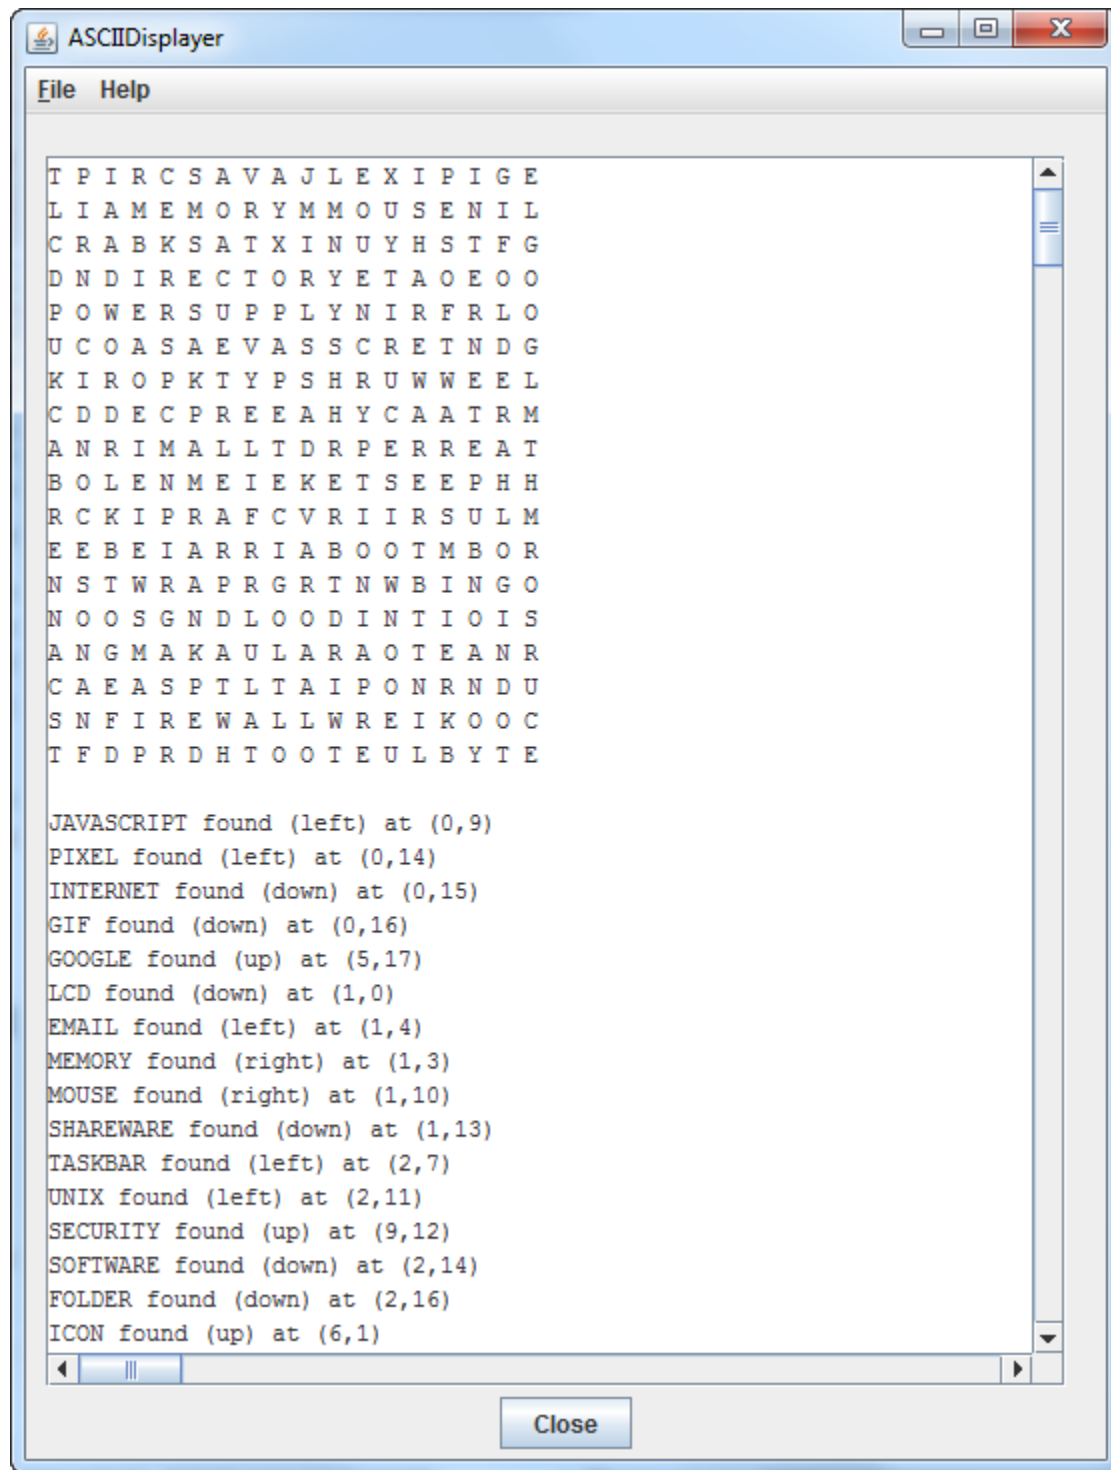 ASCIIDisplayer
File Help
T P I R C S A V A J L E X I P I G E
L I A M E M O R Y M M O U S E N I L
C R A B K S A T X I N U Y H S T F G
D N D I R E C T O R Y E T A O E O O
P O W E R S U P P L Y N I R F R L O
U C O A S A E V A S S C R E T N D G
K I R O P K T Y P S H R U W W E E L
C D D E C P R E E A H Y C A A T R M
A N R I M A L L T D R P E R R E A T
B O L E N M E I E K E T S E E P H H
R C K I P R A F C V R I I R S U L M
E E B E I A R R I A B O O T M B O R
N S T W R A P R G R T N W B I N G O
N O O S G N D L O O D I N T I O I S
A N G M A K A U L A R A O T E A N R
C A E A S P T L T A I P O N R N D U
S N F I R E W A L L W R E I K O O C
T F D P R D H T O O T E U L B Y T E
JAVASCRIPT found (left) at (0,9)
PIXEL found (left) at (0,14)
INTERNET found (down) at (0,15)
GIF found (down) at (0,16)
GOOGLE found (up) at (5,17)
LCD found (down) at (1,0)
EMAIL found (left) at (1,4)
MEMORY found (right) at (1,3)
MOUSE found (right) at (1,10)
SHAREWARE found (down) at (1,13)
TASKBAR found (left) at (2,7)
UNIX found (left) at (2,11)
SECURITY found (up) at (9,12)
SOFTWARE found (down) at (2,14)
FOLDER found (down) at (2,16)
ICON found (up) at (6,1)
Close